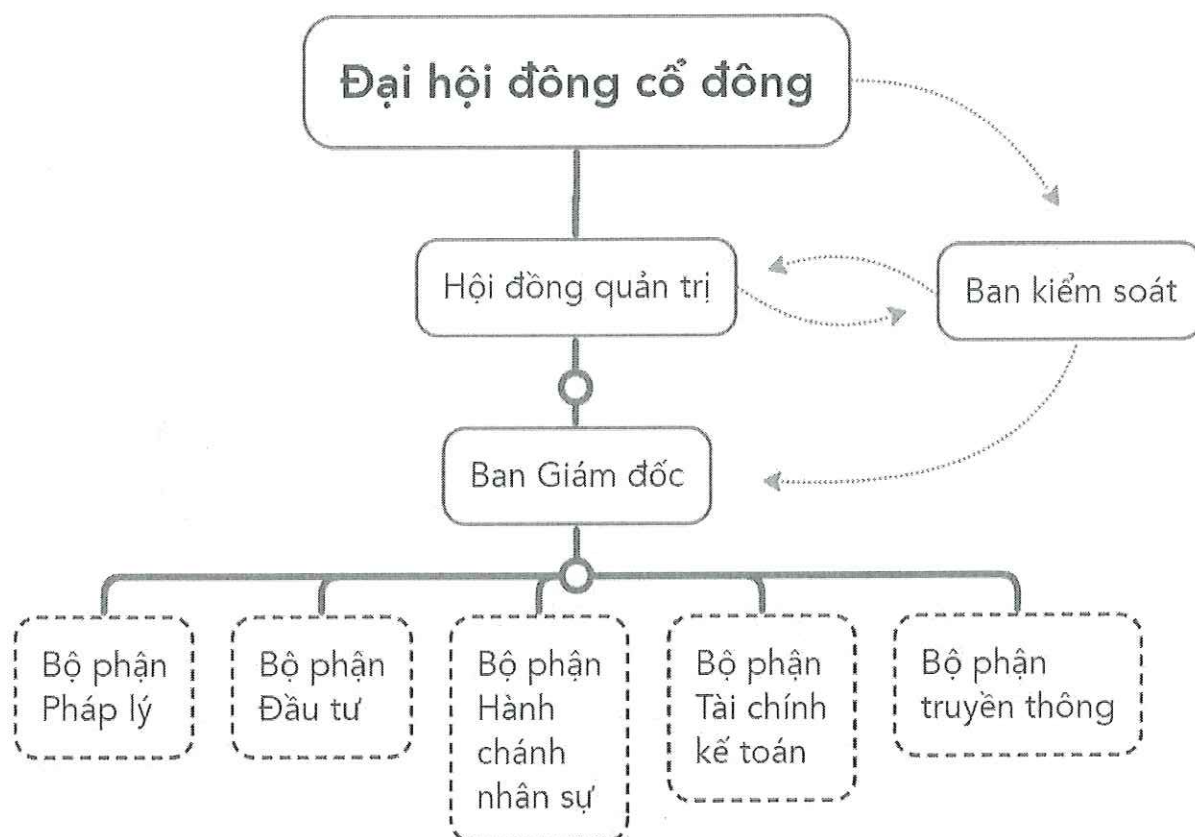 Đại hội đông cổ đông
Hội đồng quản trị
Ban kiểm soát
Ban Giám đốc
Bộ phận
Pháp lý
Bộ phận
Đầu tư
Bộ phận
Hành
chánh
nhân sự
Bộ phận
Tài chính
kế toán
Bộ phận
truyền thông